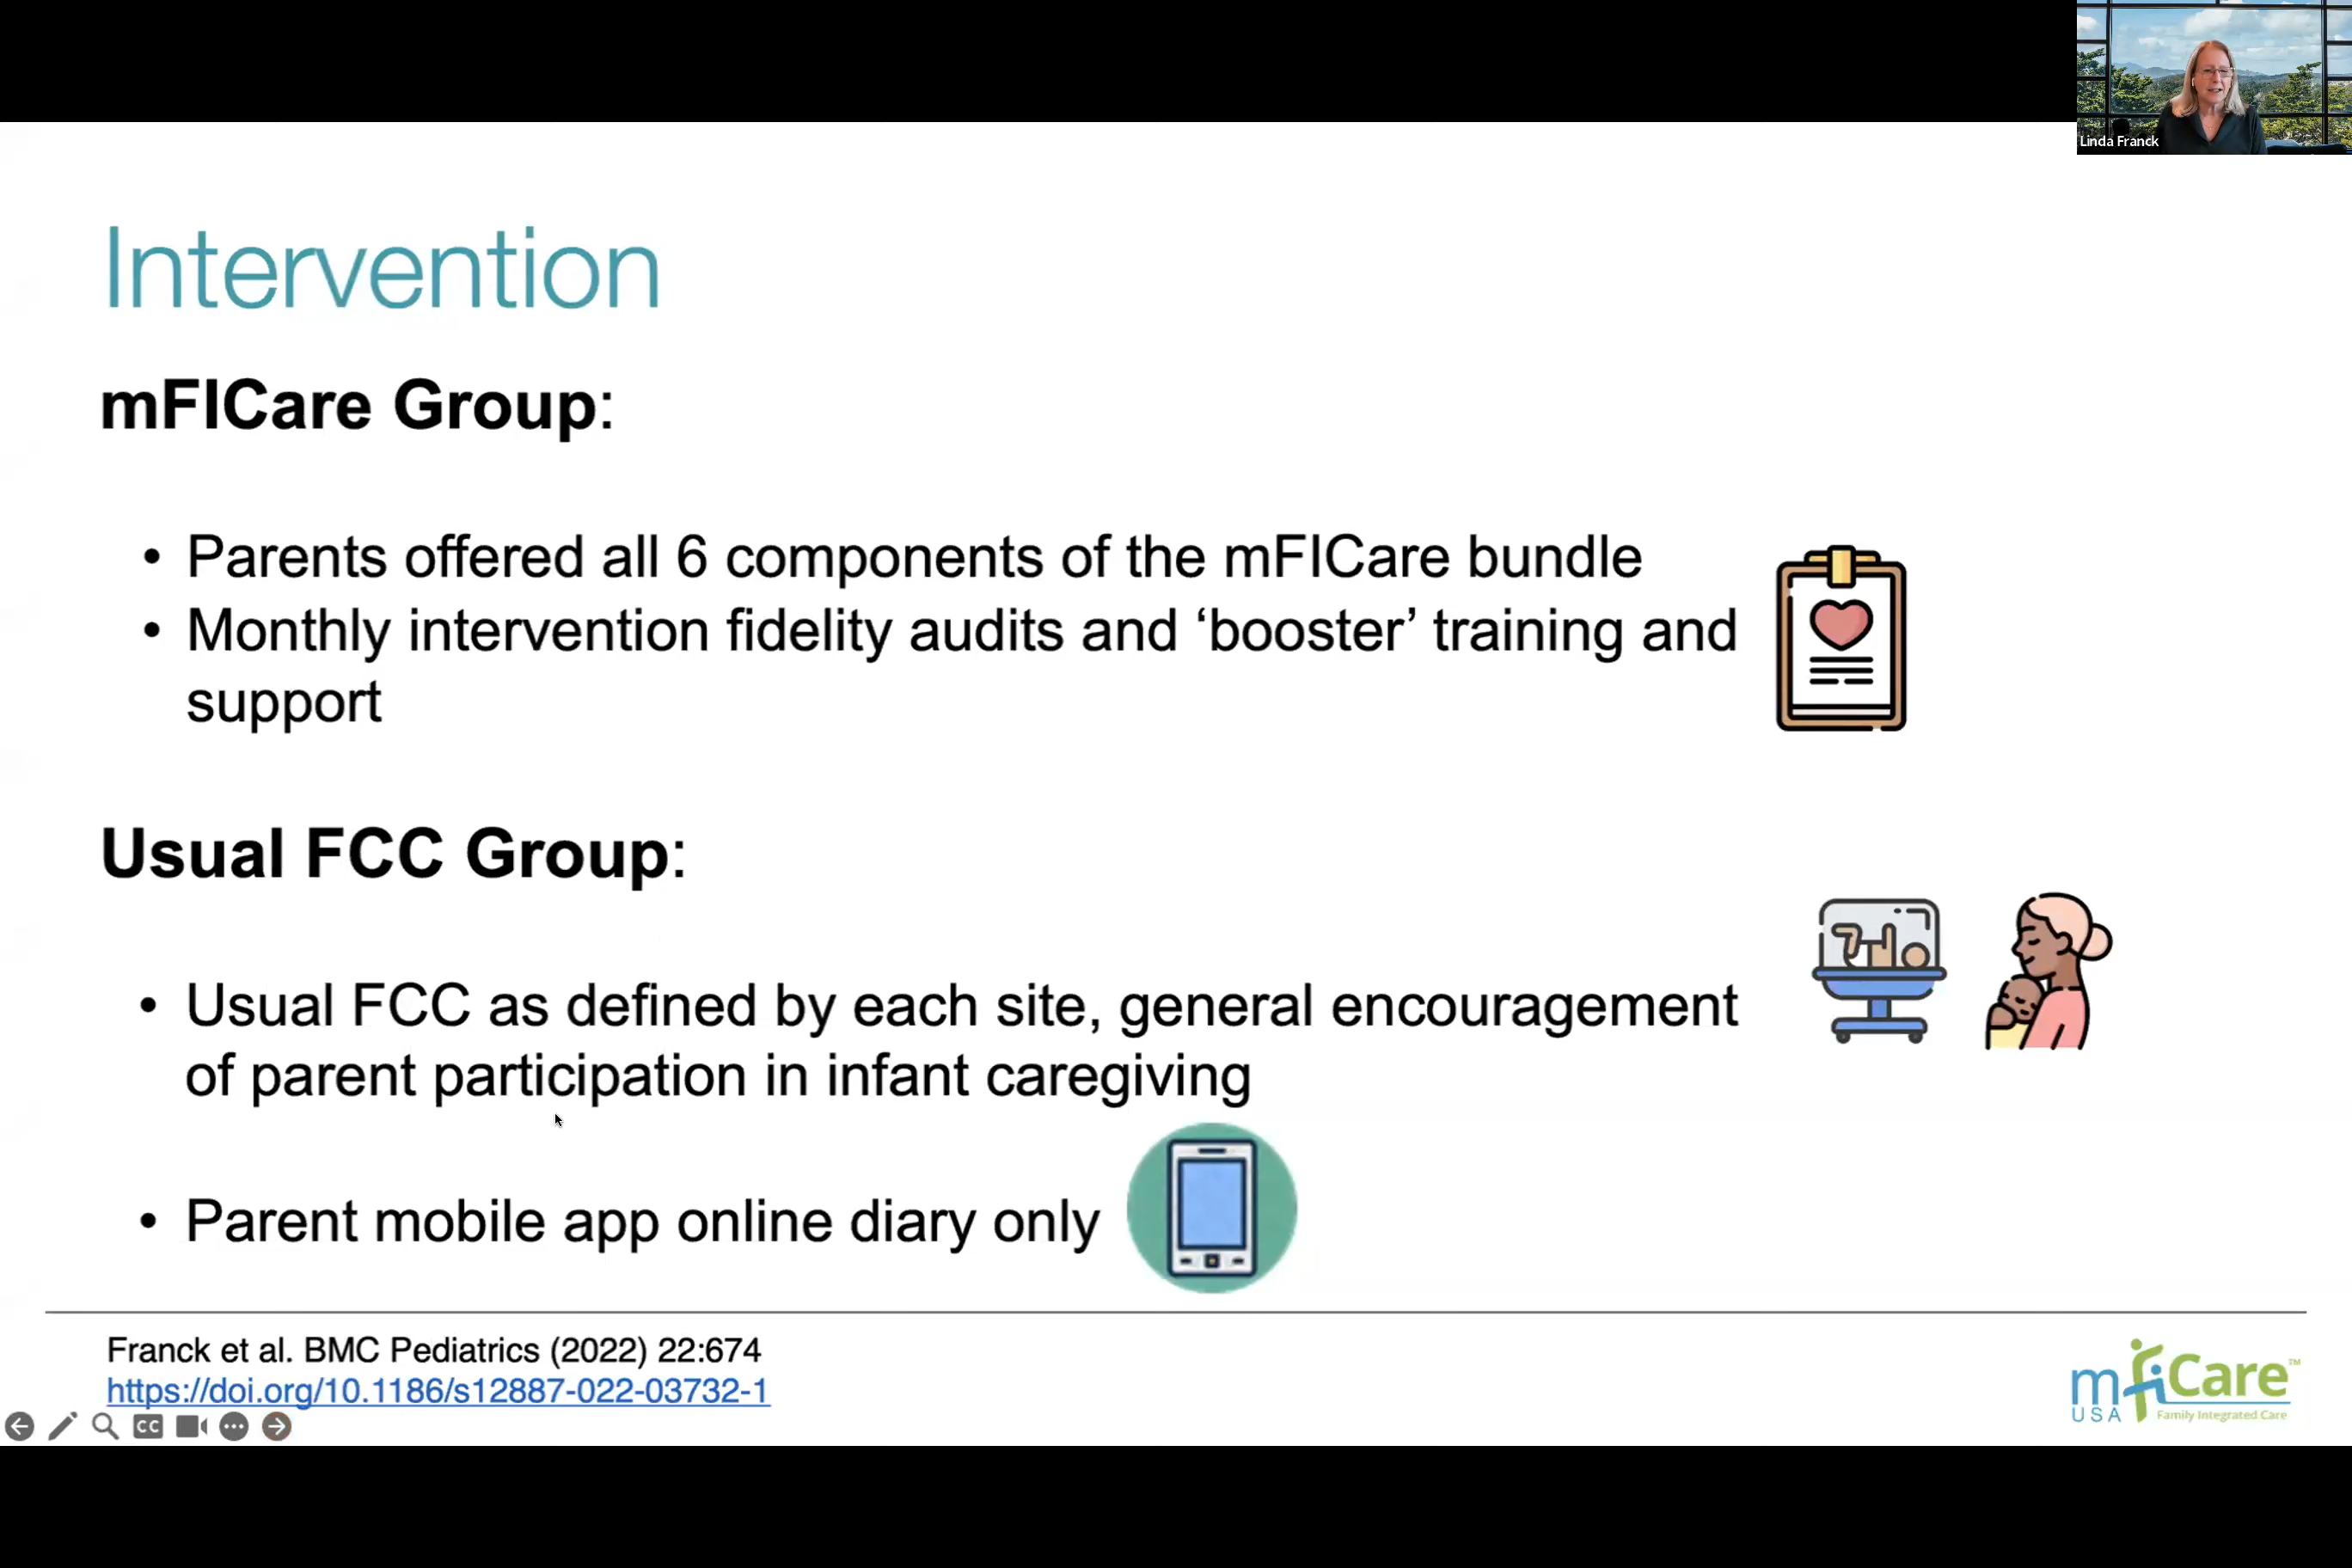 Linda Franck
Intervention
mFICare Group:
• Parents offered all 6 components of the mFICare bundle
• Monthly intervention fidelity audits and ‘booster’ training and
support
Usual FCC Group:
• Usual FCC as defined by each site, general encouragement
of parent participation in infant caregiving
• Parent mobile app online diary only
Franck et al. BMC Pediatrics (2022) 22:674
https://doi.org/10.1186/s12887-022-03732-1
CC
mfiCare™
USA Family Integrated Care